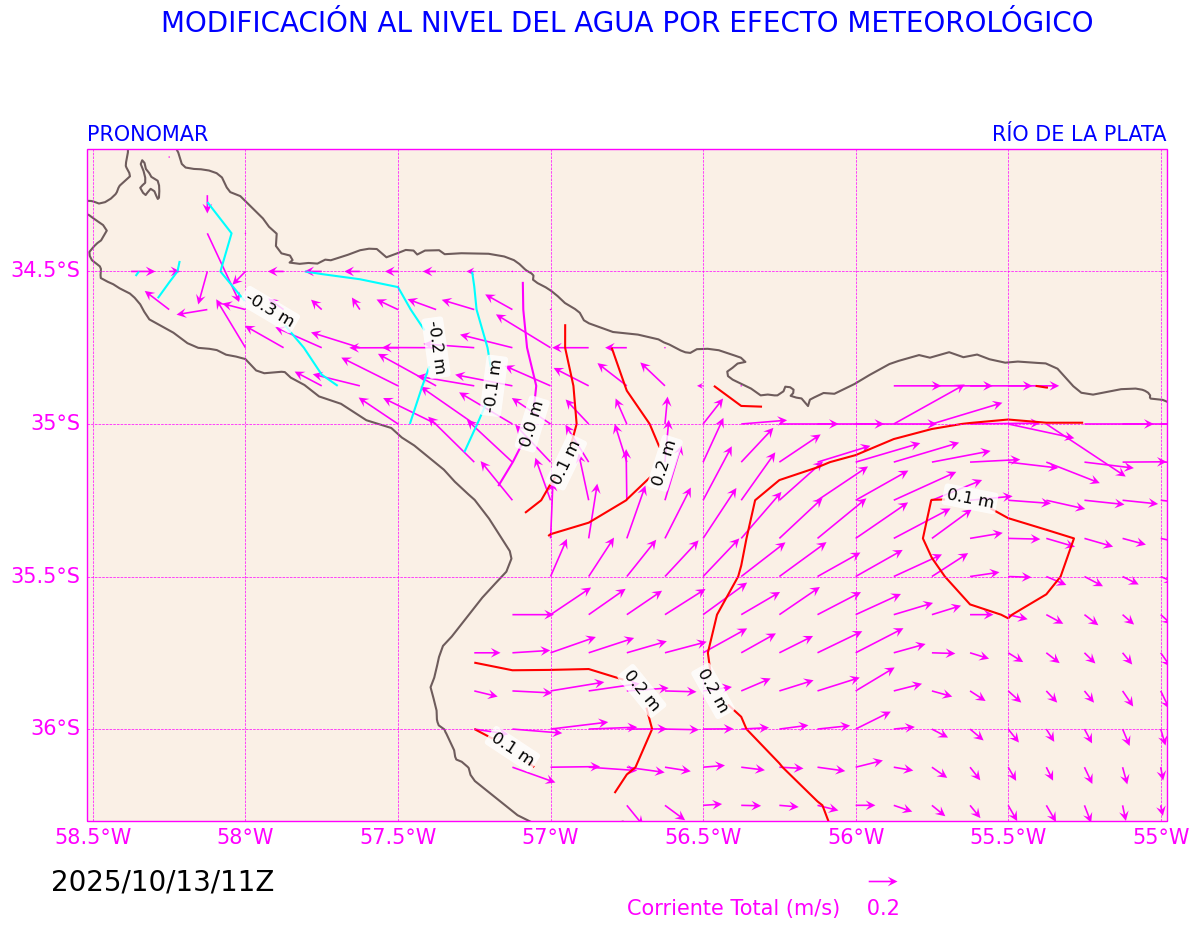 MODIFICACIÓN AL NIVEL DEL AGUA POR EFECTO METEOROLÓGICO
PRONOMAR
RÍO DE LA PLATA
34.5°S
-0.3 m
-0.2 m
-0.1 m
0.0 m
35°S
0.1 m
0.2 m
0.1 m
35.5°S
0.2 m
0.2 m
36°S
0.1 m
58.5°W
58°W
57.5°W
57°W
56.5°W
56°W
55.5°W
55°W
2025/10/13/11Z
Corriente Total (m/s)
0.2